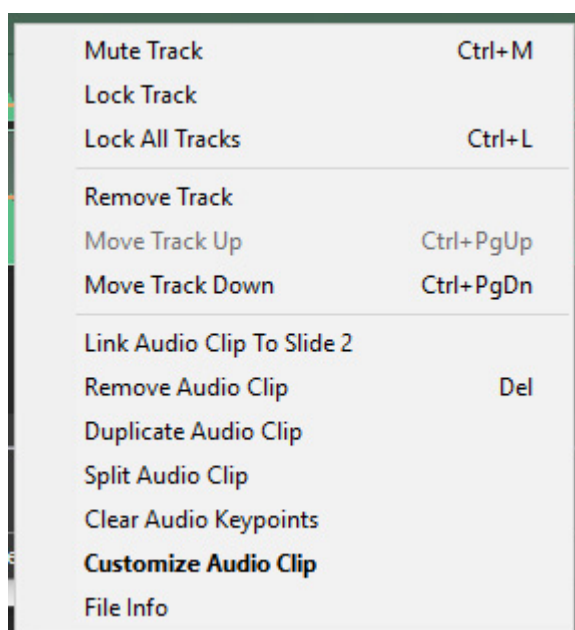 Mute Track Ctrl+M
Lock Track
Lock All Tracks Ctrl+L
Remove Track
Move Track Up Ctrl+PgUp
Move Track Down Ctrl+PgDn
Link Audio Clip To Slide 2
Remove Audio Clip Del
Duplicate Audio Clip
Split Audio Clip
Clear Audio Keypoints
Customize Audio Clip
File Info